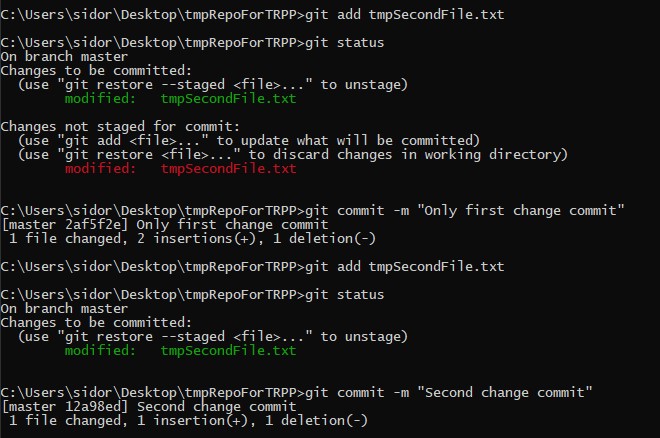 C:\Users\sidor\Desktop\tmpRepoForTRPP>git add tmpSecondFile.txt
C:\Users\sidor\Desktop\tmpRepoForTRPP>git status
On branch master
Changes to be committed:
  (use "git restore --staged <file>..." to unstage)
        modified:   tmpSecondFile.txt
Changes not staged for commit:
  (use "git add <file>..." to update what will be committed)
  (use "git restore <file>..." to discard changes in working directory)
        modified:   tmpSecondFile.txt
C:\Users\sidor\Desktop\tmpRepoForTRPP>git commit -m "Only first change commit"
[master 2af5f2e] Only first change commit
 1 file changed, 2 insertions(+), 1 deletion(-)
C:\Users\sidor\Desktop\tmpRepoForTRPP>git add tmpSecondFile.txt
C:\Users\sidor\Desktop\tmpRepoForTRPP>git status
On branch master
Changes to be committed:
  (use "git restore --staged <file>..." to unstage)
        modified:   tmpSecondFile.txt
C:\Users\sidor\Desktop\tmpRepoForTRPP>git commit -m "Second change commit"
[master 12a98ed] Second change commit
 1 file changed, 1 insertion(+), 1 deletion(-)